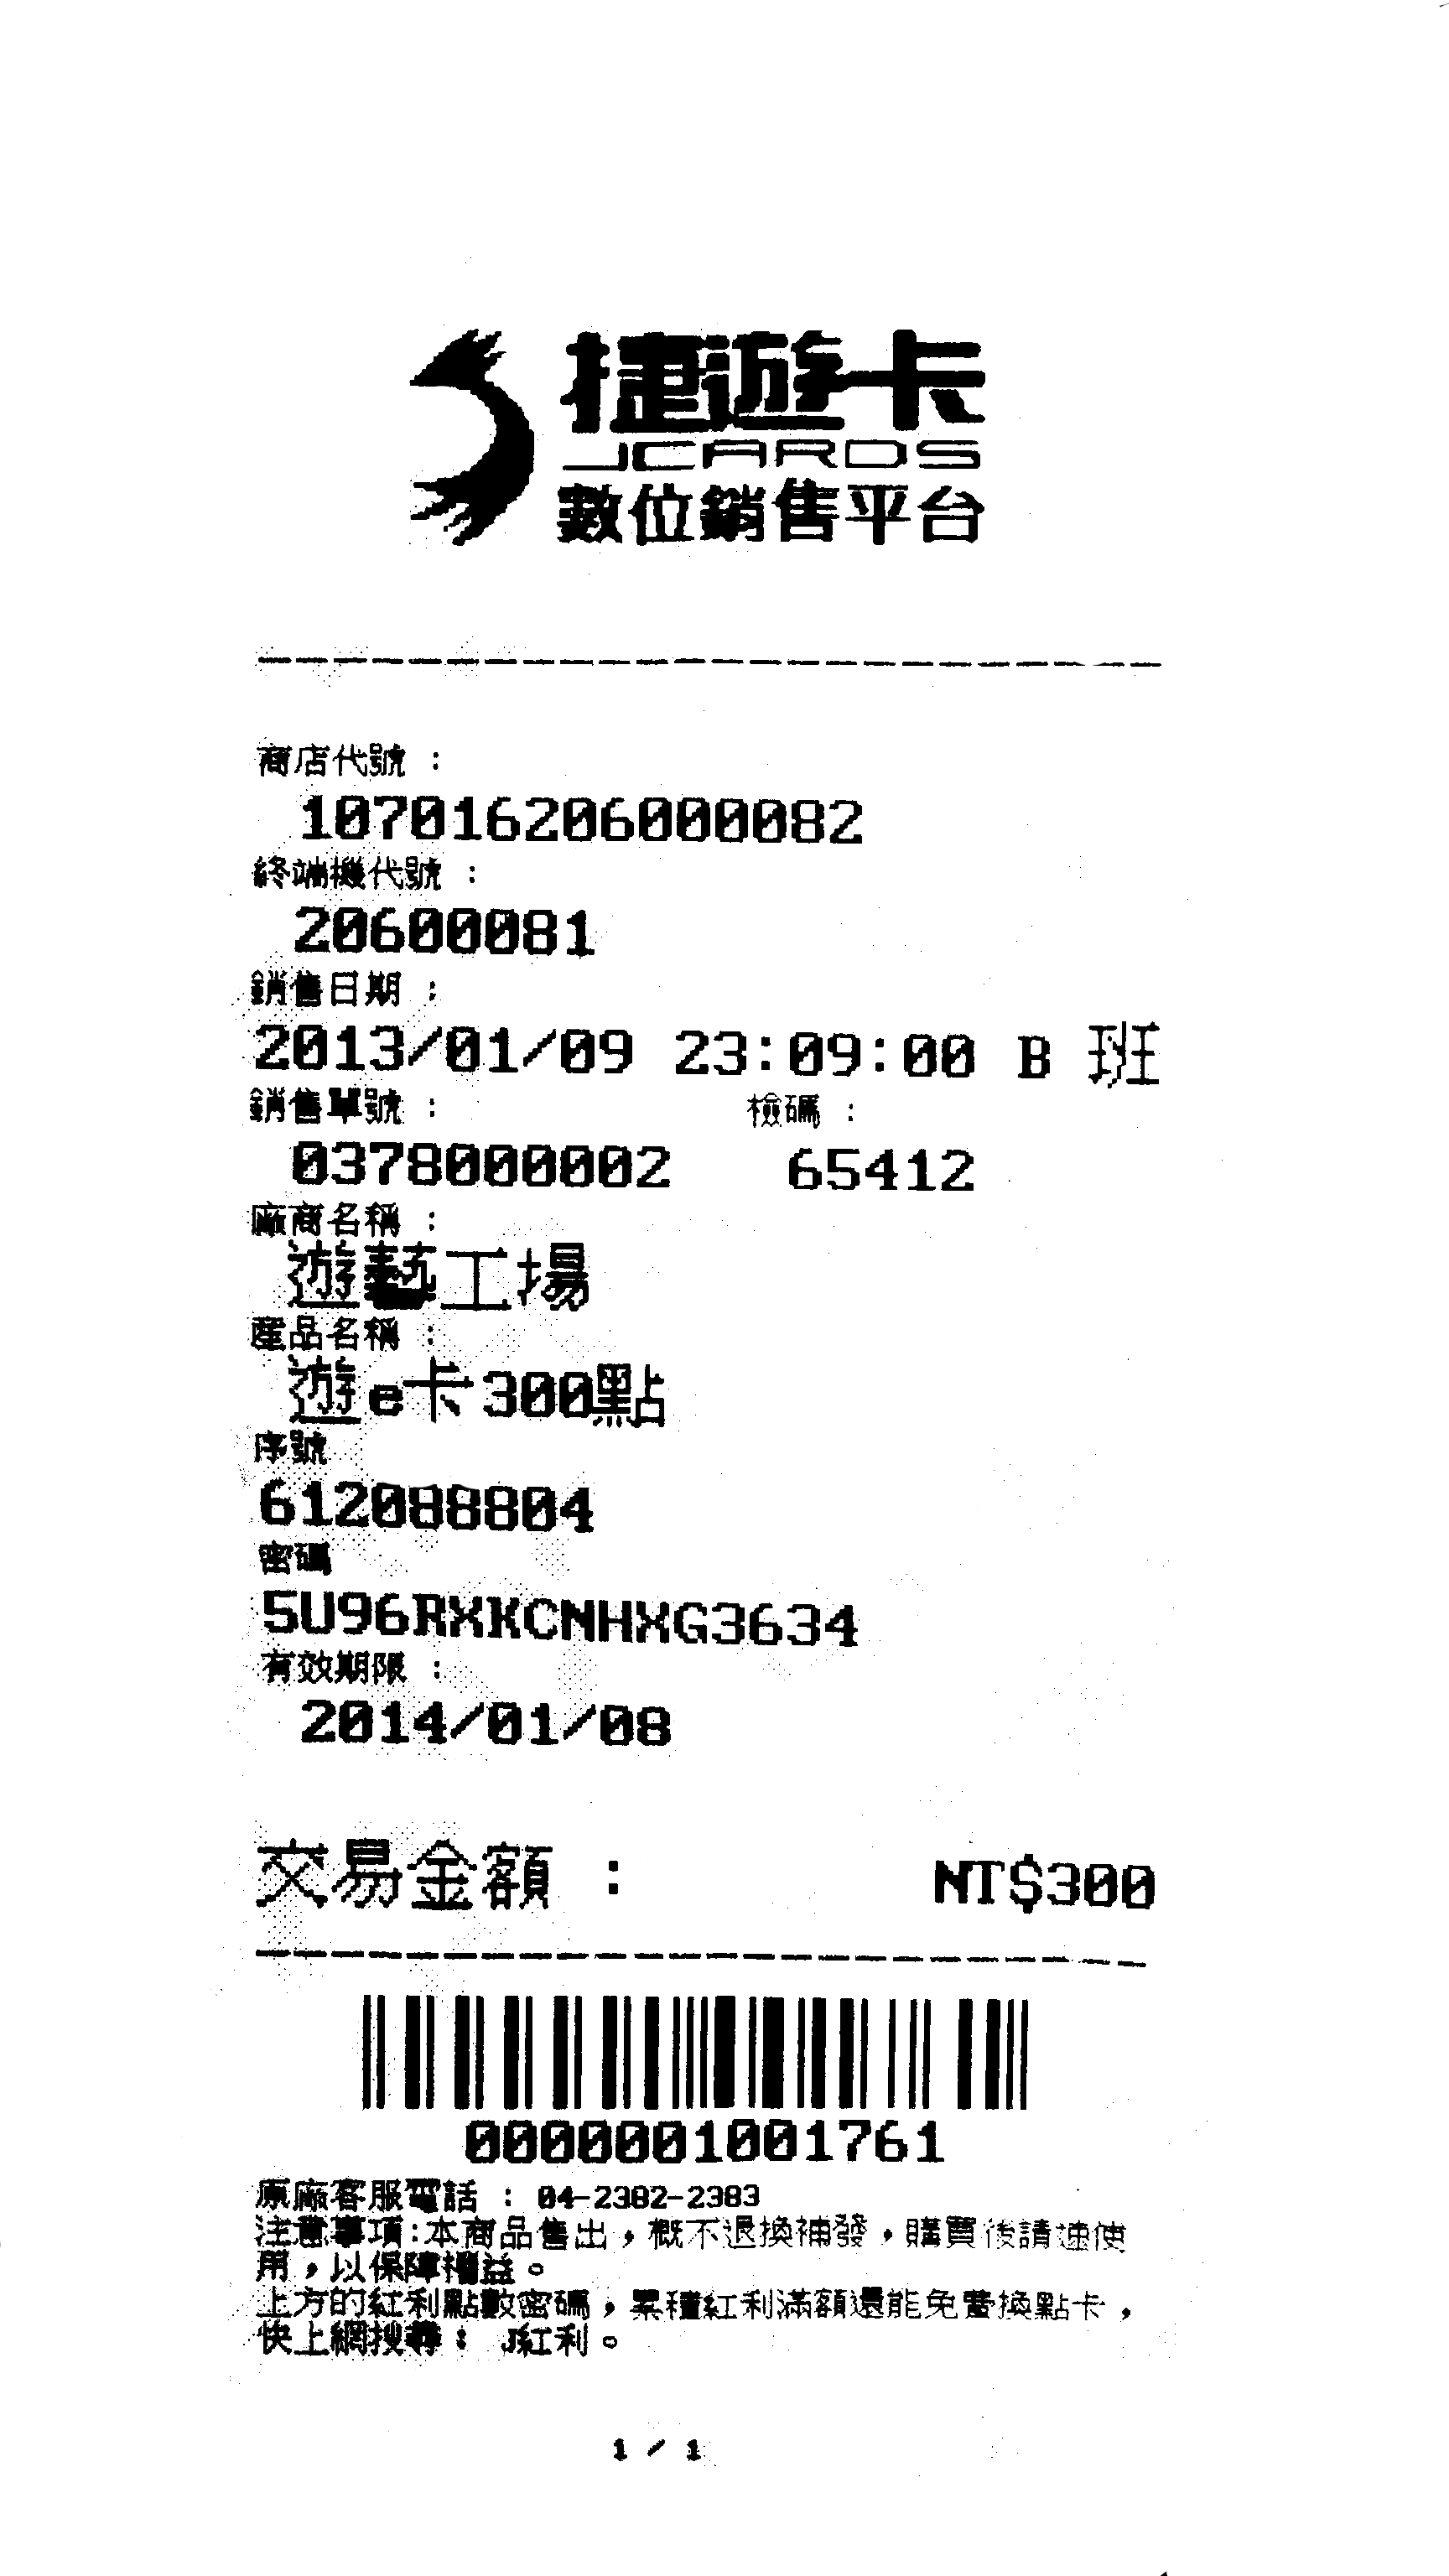 捷遊卡
JCARDS
數位銷售平台
商店代號 :
107016206000082
終端機代號 :
20600081
銷售日期 :
2013/01/09 23:09:00 B 班
銷售單號 : 檢碼 :
0378000002 65412
廠商名稱 :
遊藝工場
產品名稱 :
遊e卡300點
序號
612088804
密碼
5U96RXKCNHXG3634
有效期限 :
2014/01/08
交易金額 : NT$300
0000001001761
原廠客服電話 : 04-2382-2383
注意事項:本商品售出，概不退換補發，購買後請速使
用，以保障權益。
上方的紅利點數密碼，累積紅利滿額還能免費換點卡，
快上網搜尋： J紅利。
1 / 1